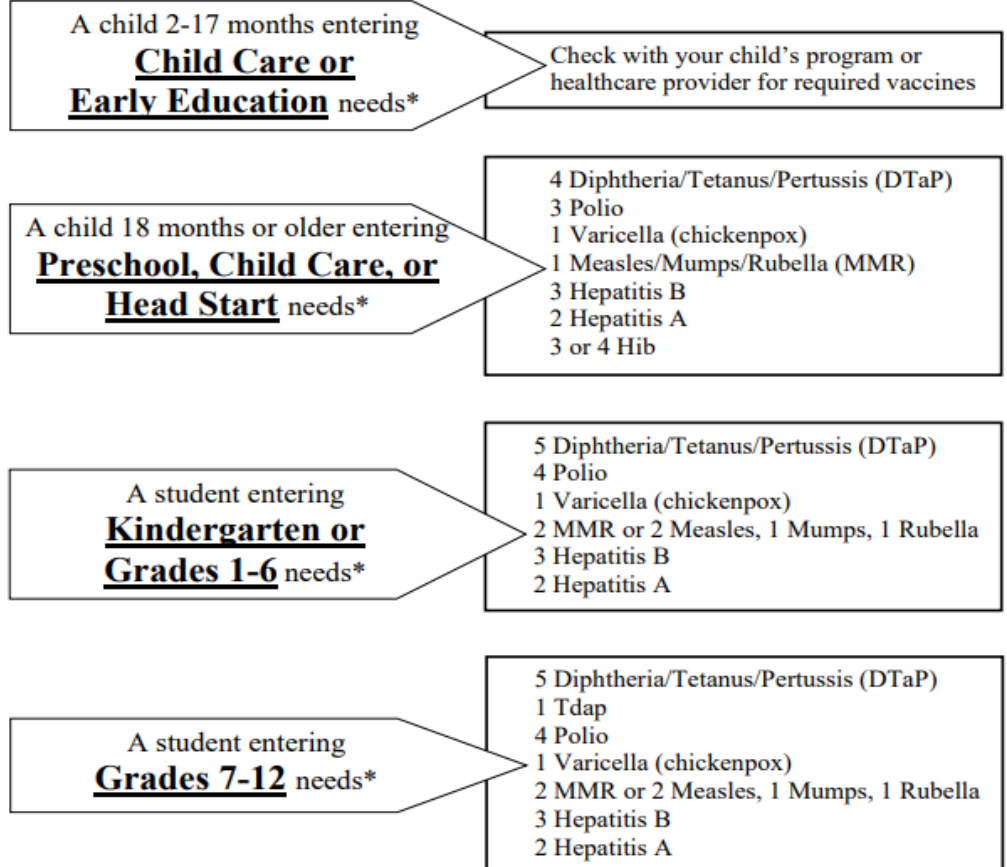 A child 2-17 months entering
Child Care or
Early Education needs*
Check with your child’s program or
healthcare provider for required vaccines
A child 18 months or older entering
Preschool, Child Care, or
Head Start needs*
4 Diphtheria/Tetanus/Pertussis (DTaP)
3 Polio
1 Varicella (chickenpox)
1 Measles/Mumps/Rubella (MMR)
3 Hepatitis B
2 Hepatitis A
3 or 4 Hib
A student entering
Kindergarten or
Grades 1-6 needs*
5 Diphtheria/Tetanus/Pertussis (DTaP)
4 Polio
1 Varicella (chickenpox)
2 MMR or 2 Measles, 1 Mumps, 1 Rubella
3 Hepatitis B
2 Hepatitis A
A student entering
Grades 7-12 needs*
5 Diphtheria/Tetanus/Pertussis (DTaP)
1 Tdap
4 Polio
1 Varicella (chickenpox)
2 MMR or 2 Measles, 1 Mumps, 1 Rubella
3 Hepatitis B
2 Hepatitis A